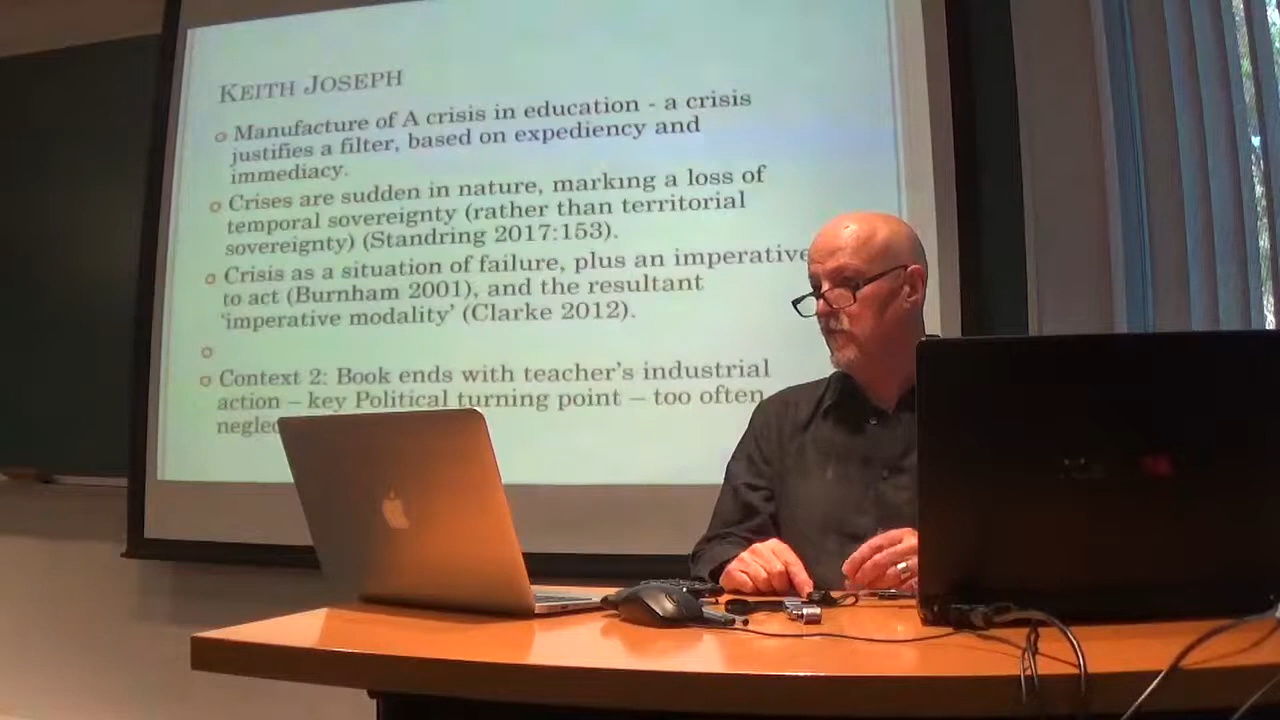 KEITH JOSEPH
Manufacture of A crisis in education - a crisis
justifies a filter, based on expediency and
immediacy.
Crises are sudden in nature, marking a loss of
temporal sovereignty (rather than territorial
sovereignty) (Standring 2017:153).
Crisis as a situation of failure, plus an imperative
to act (Burnham 2001), and the resultant
‘imperative modality’ (Clarke 2012).
Context 2: Book ends with teacher’s industrial
action – key Political turning point – too often